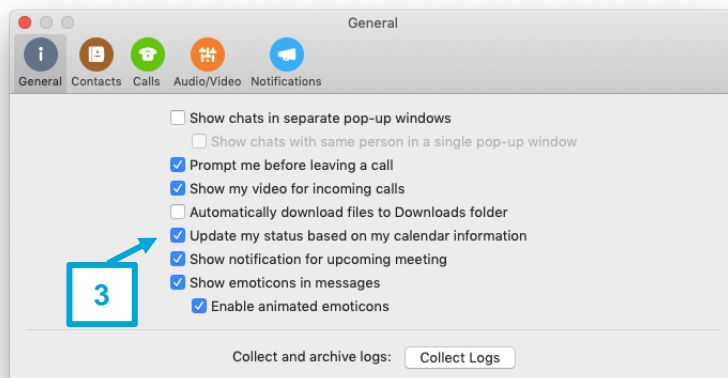 General
General Contacts Calls Audio/Video Notifications
Show chats in separate pop-up windows
Show chats with same person in a single pop-up window
Prompt me before leaving a call
Show my video for incoming calls
Automatically download files to Downloads folder
Update my status based on my calendar information
Show notification for upcoming meeting
3
Show emoticons in messages
Enable animated emoticons
Collect and archive logs: Collect Logs